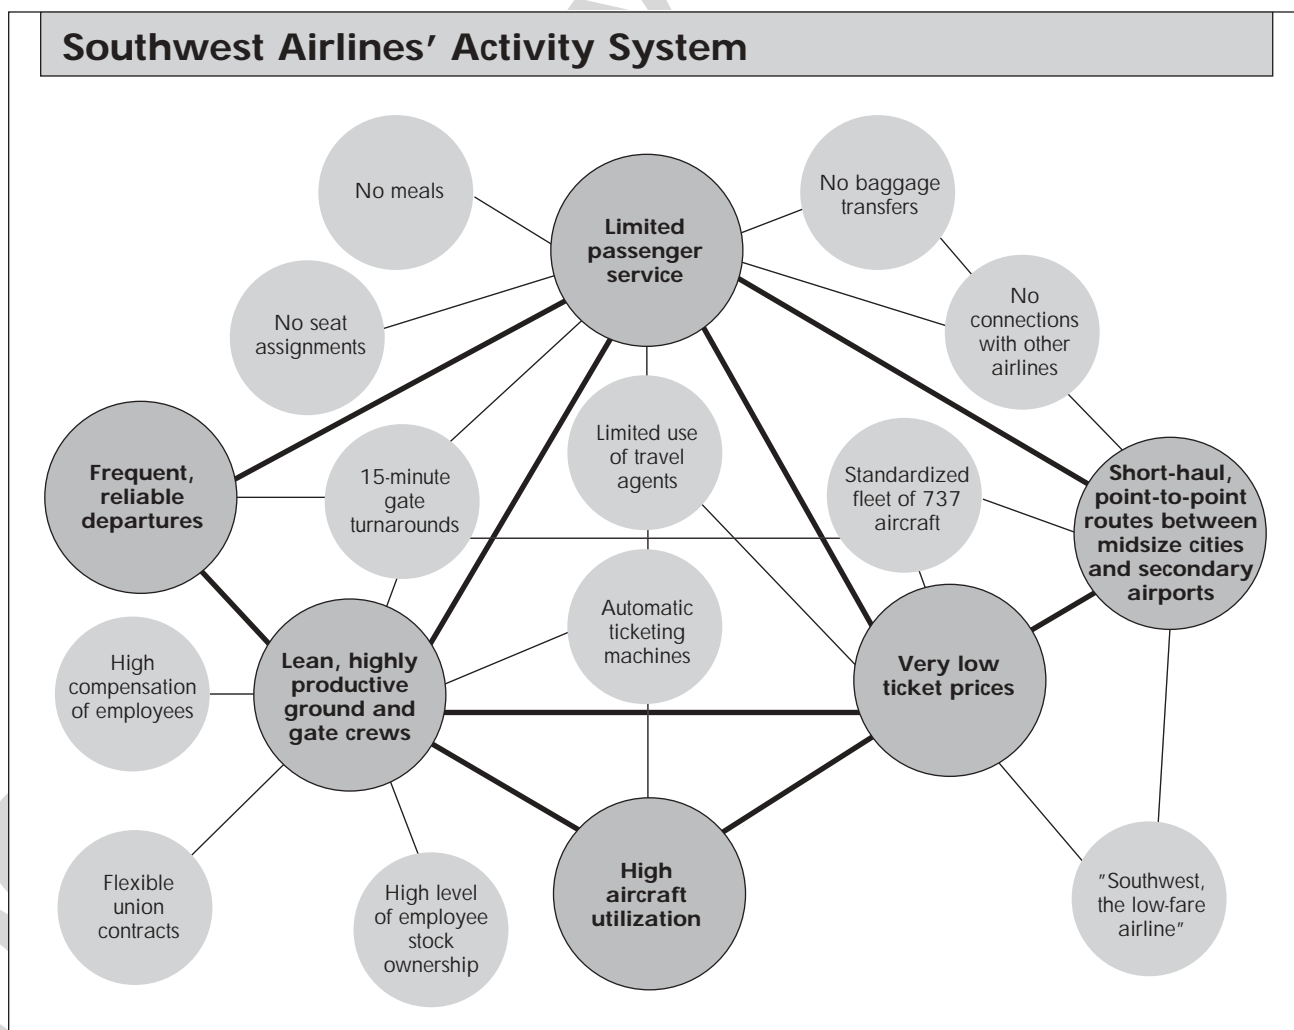 Southwest Airlines’ Activity System
No meals
Limited
passenger
service
No baggage
transfers
No seat
assignments
No
connections
with other
airlines
Frequent,
reliable
departures
15-minute
gate
turnarounds
Limited use
of travel
agents
Standardized
fleet of 737
aircraft
Short-haul,
point-to-point
routes between
midsize cities
and secondary
airports
High
compensation
of employees
Lean, highly
productive
ground and
gate crews
Automatic
ticketing
machines
Very low
ticket prices
Flexible
union
contracts
High level
of employee
stock
ownership
High
aircraft
utilization
"Southwest,
the low-fare
airline"